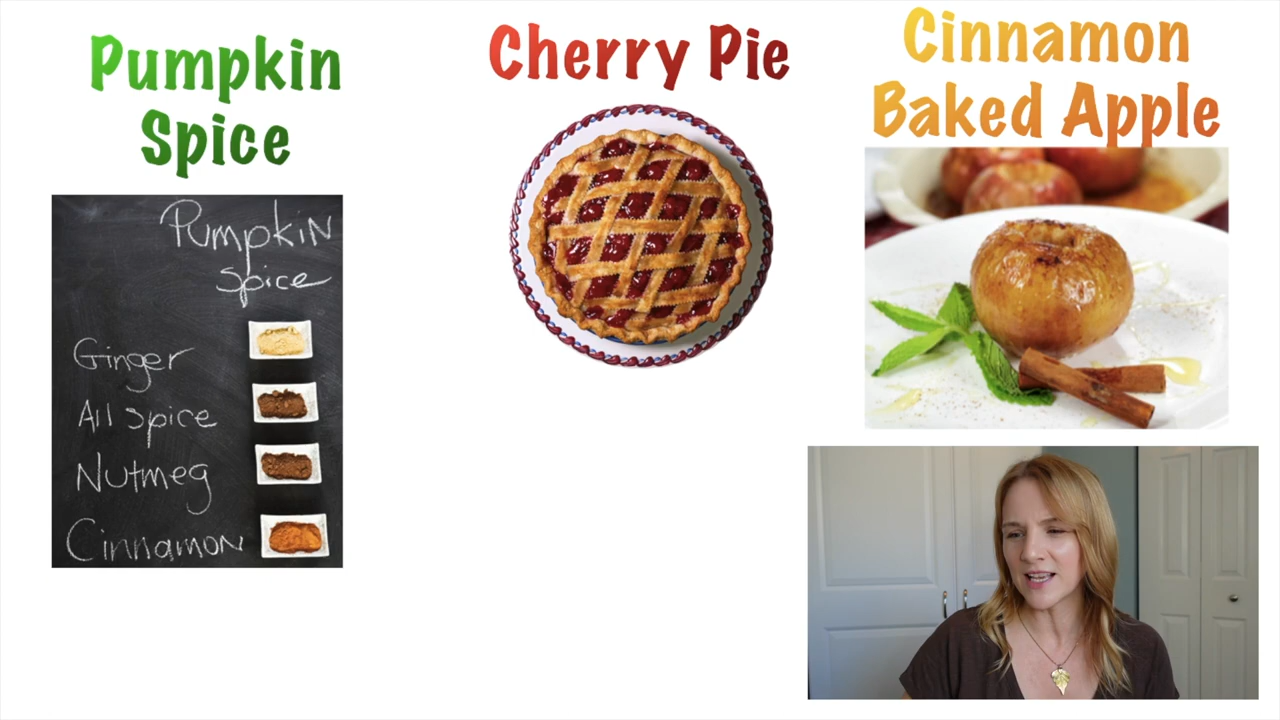 Pumpkin
Spice
Cherry Pie
Cinnamon
Baked Apple
Pumpkin
spice
Ginger
All spice
Nutmeg
Cinnamon